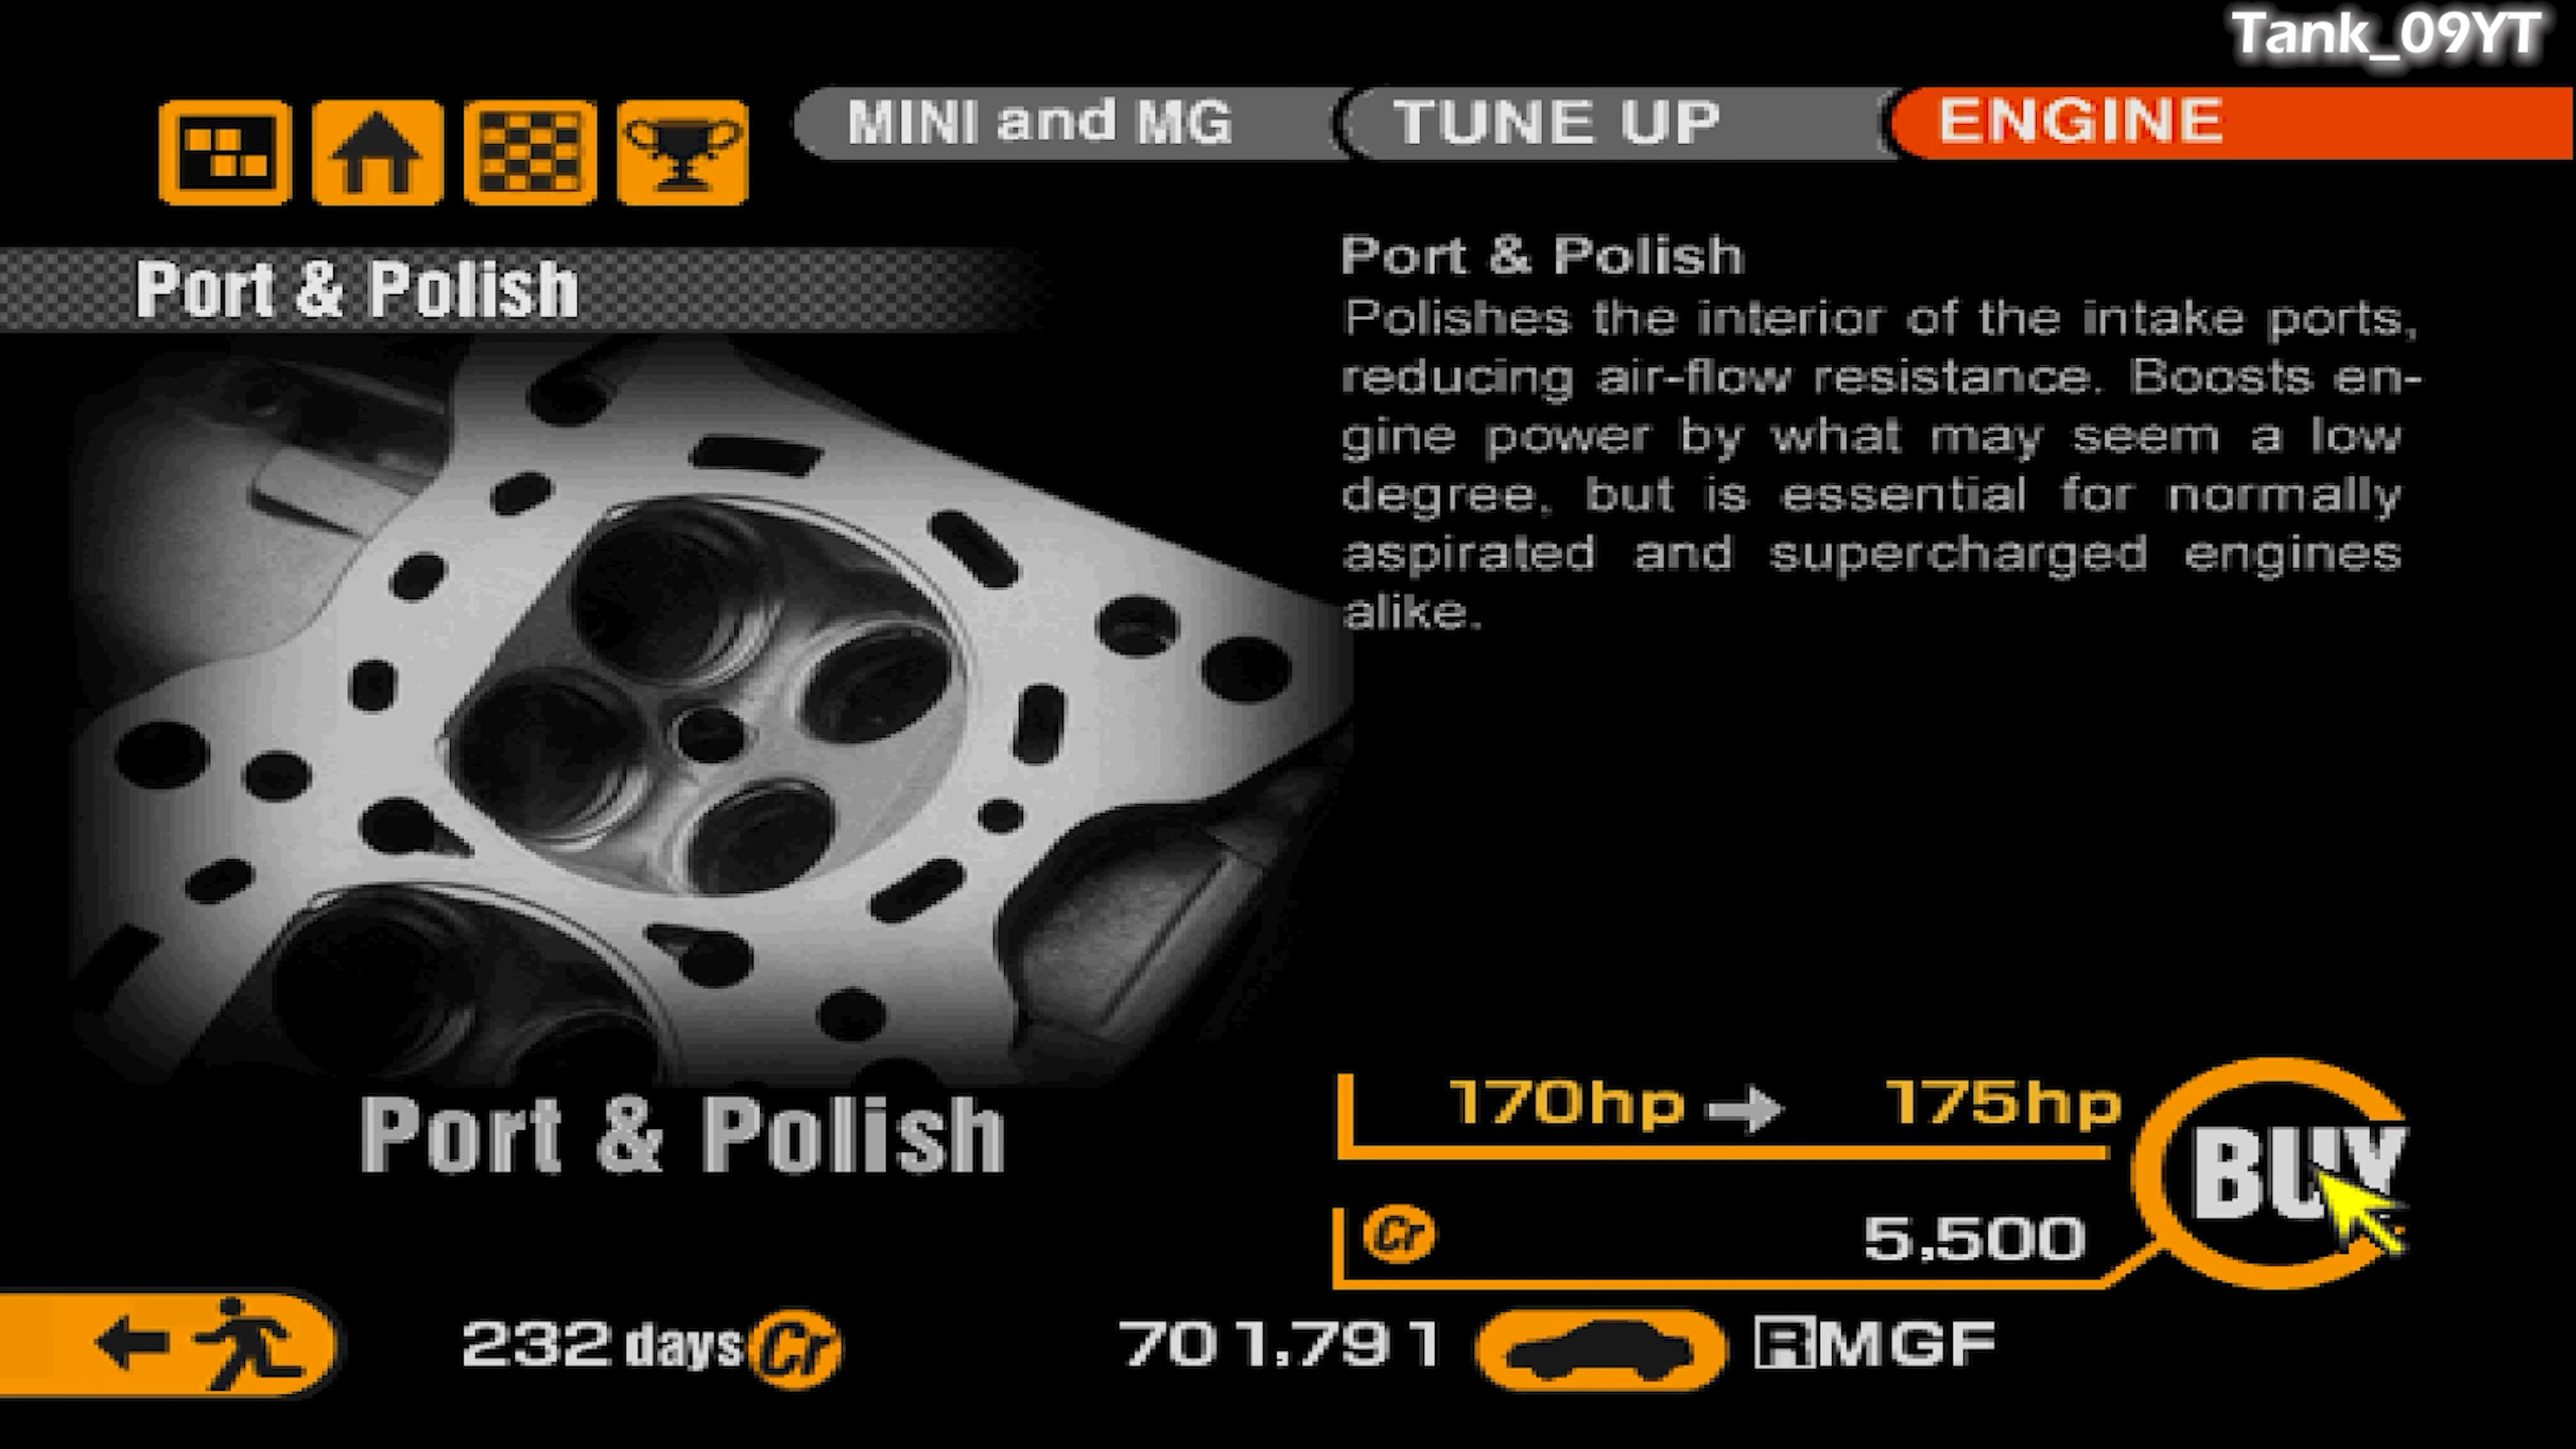 Tank_09YT
MINI and MG
TUNE UP
ENGINE
Port & Polish
Port & Polish
Polishes the interior of the intake ports,
reducing air-flow resistance. Boosts en-
gine power by what may seem a low
degree, but is essential for normally
aspirated and supercharged engines
alike.
Port & Polish
170hp
175hp
BUY
Cr
5,500
232 days
Cr
701,791
R MGF